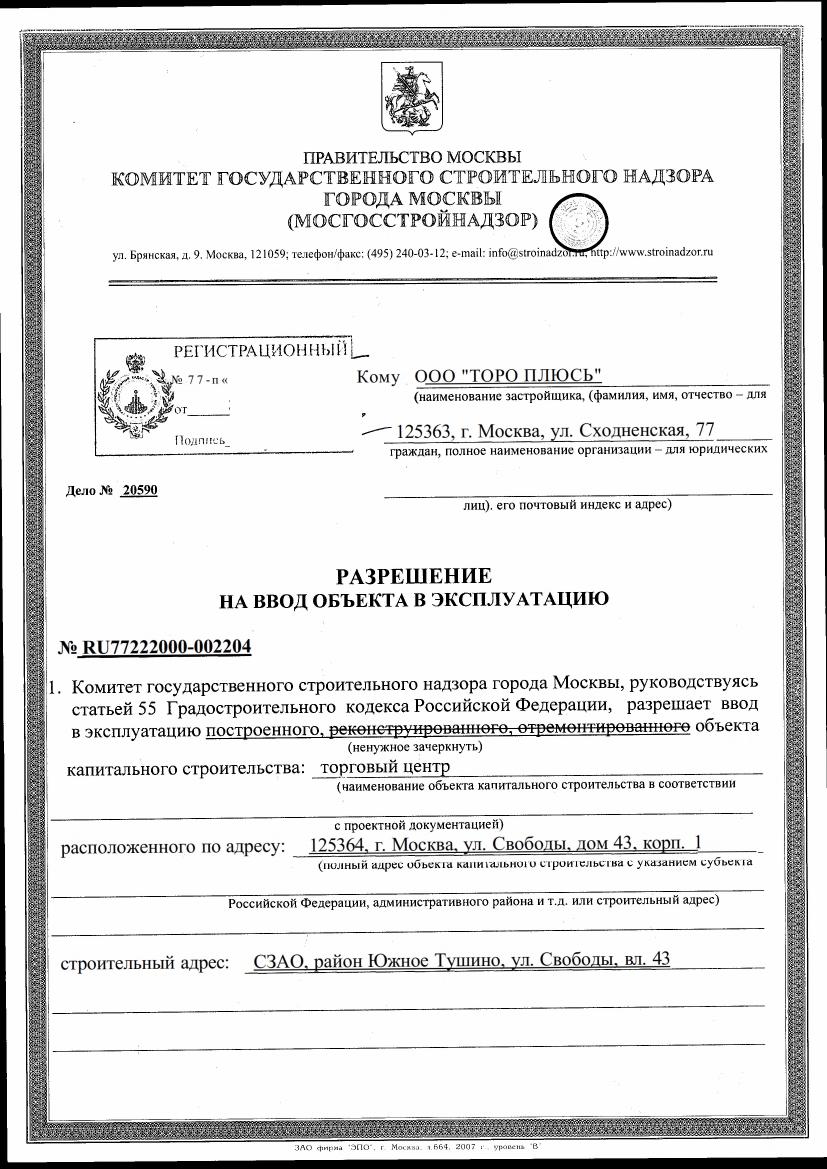 ПРАВИТЕЛЬСТВО МОСКВЫ
КОМИТЕТ ГОСУДАРСТВЕННОГО СТРОИТЕЛЬНОГО НАДЗОРА
ГОРОДА МОСКВЫ
(МОСГОССТРОЙНАДЗОР)
ул. Брянская, д. 9. Москва, 121059; телефон/факс: (495) 240-03-12; e-mail: info@stroinadzor.ru, http://www.stroinadzor.ru
РЕГИСТРАЦИОННЫЙ
№ 77-п«
от
Подпись
Кому ООО "ТОРО ПЛЮСЬ"
(наименование застройщика, (фамилия, имя, отчество – для
125363, г. Москва, ул. Сходненская, 77
граждан, полное наименование организации – для юридических
Дело № 20590
лиц). его почтовый индекс и адрес)
РАЗРЕШЕНИЕ
НА ВВОД ОБЪЕКТА В ЭКСПЛУАТАЦИЮ
№ RU77222000-002204
1. Комитет государственного строительного надзора города Москвы, руководствуясь
статьей 55 Градостроительного кодекса Российской Федерации, разрешает ввод
в эксплуатацию построенного, реконструированного, отремонтированного объекта
(ненужное зачеркнуть)
капитального строительства: торговый центр
(наименование объекта капитального строительства в соответствии
с проектной документацией)
расположенного по адресу: 125364, г. Москва, ул. Свободы, дом 43, корп. 1
(полный адрес объекта капитального строительства с указанием субъекта
Российской Федерации, административного района и т.д. или строительный адрес)
строительный адрес: СЗАО, район Южное Тушино, ул. Свободы, вл. 43
ЗАО фирма "ЭПО", г. Москва, т.664, 2007 г., уровень "В"